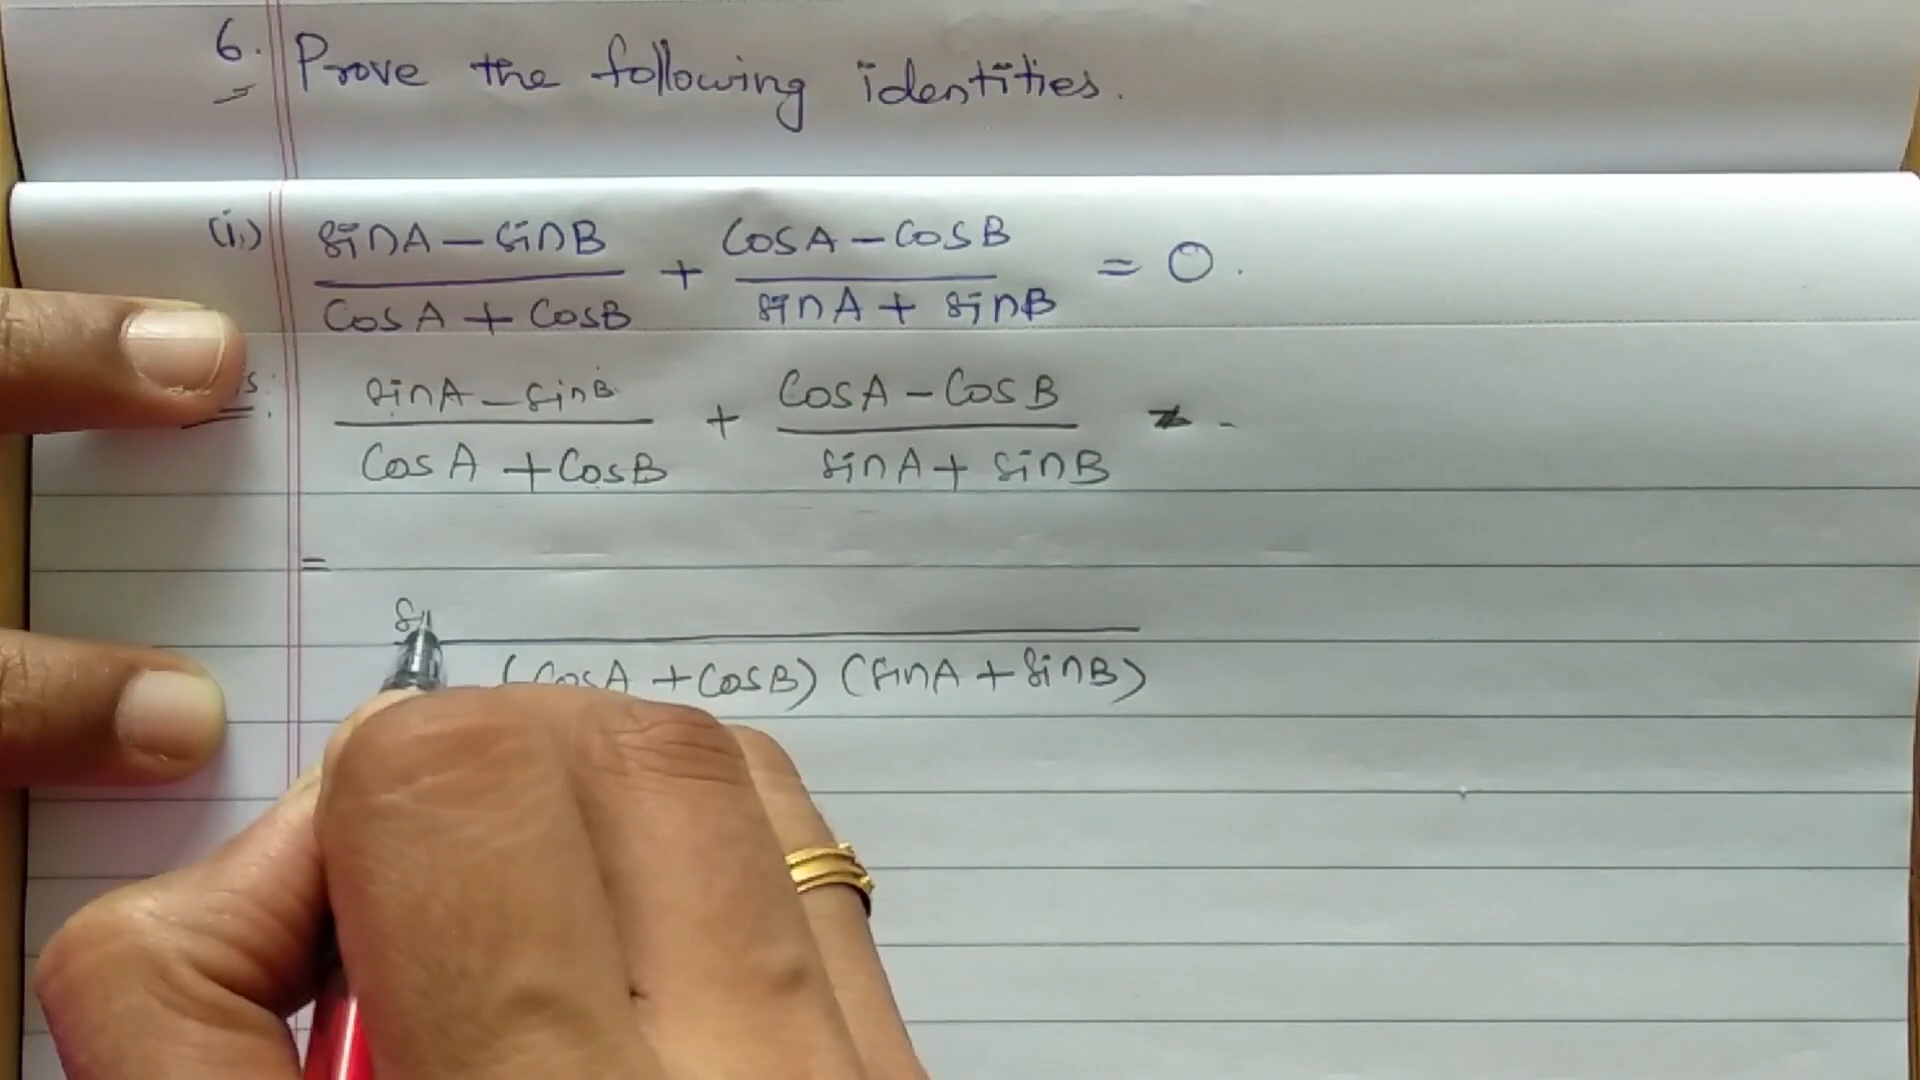 6. Prove the following identities.
(i.) sinA - sinB / cosA + cosB + cosA - cosB / sinA + sinB = 0.
sinA - sinB / cosA + cosB + cosA - cosB / sinA + sinB
=
(cosA + cosB) (sinA + sinB)